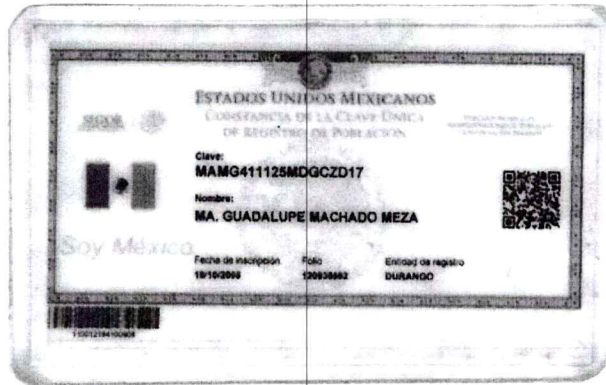 SEGOB
ESTADOS UNIDOS MEXICANOS
CONSTANCIA DE LA CLAVE ÚNICA
DE REGISTRO DE POBLACIÓN
Clave:
MAMG411125MDGCZD17
Nombre:
MA. GUADALUPE MACHADO MEZA
Soy México
Fecha de inscripción Folio Entidad de registro
DURANGO